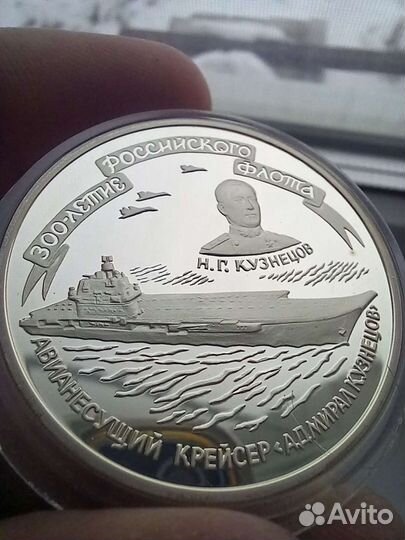 300-ЛЕТИЕ РОССИЙСКОГО ФЛОТА
Н.Г. КУЗНЕЦОВ
АВИАНЕСУЩИЙ КРЕЙСЕР «АДМИРАЛ КУЗНЕЦОВ»
Avito